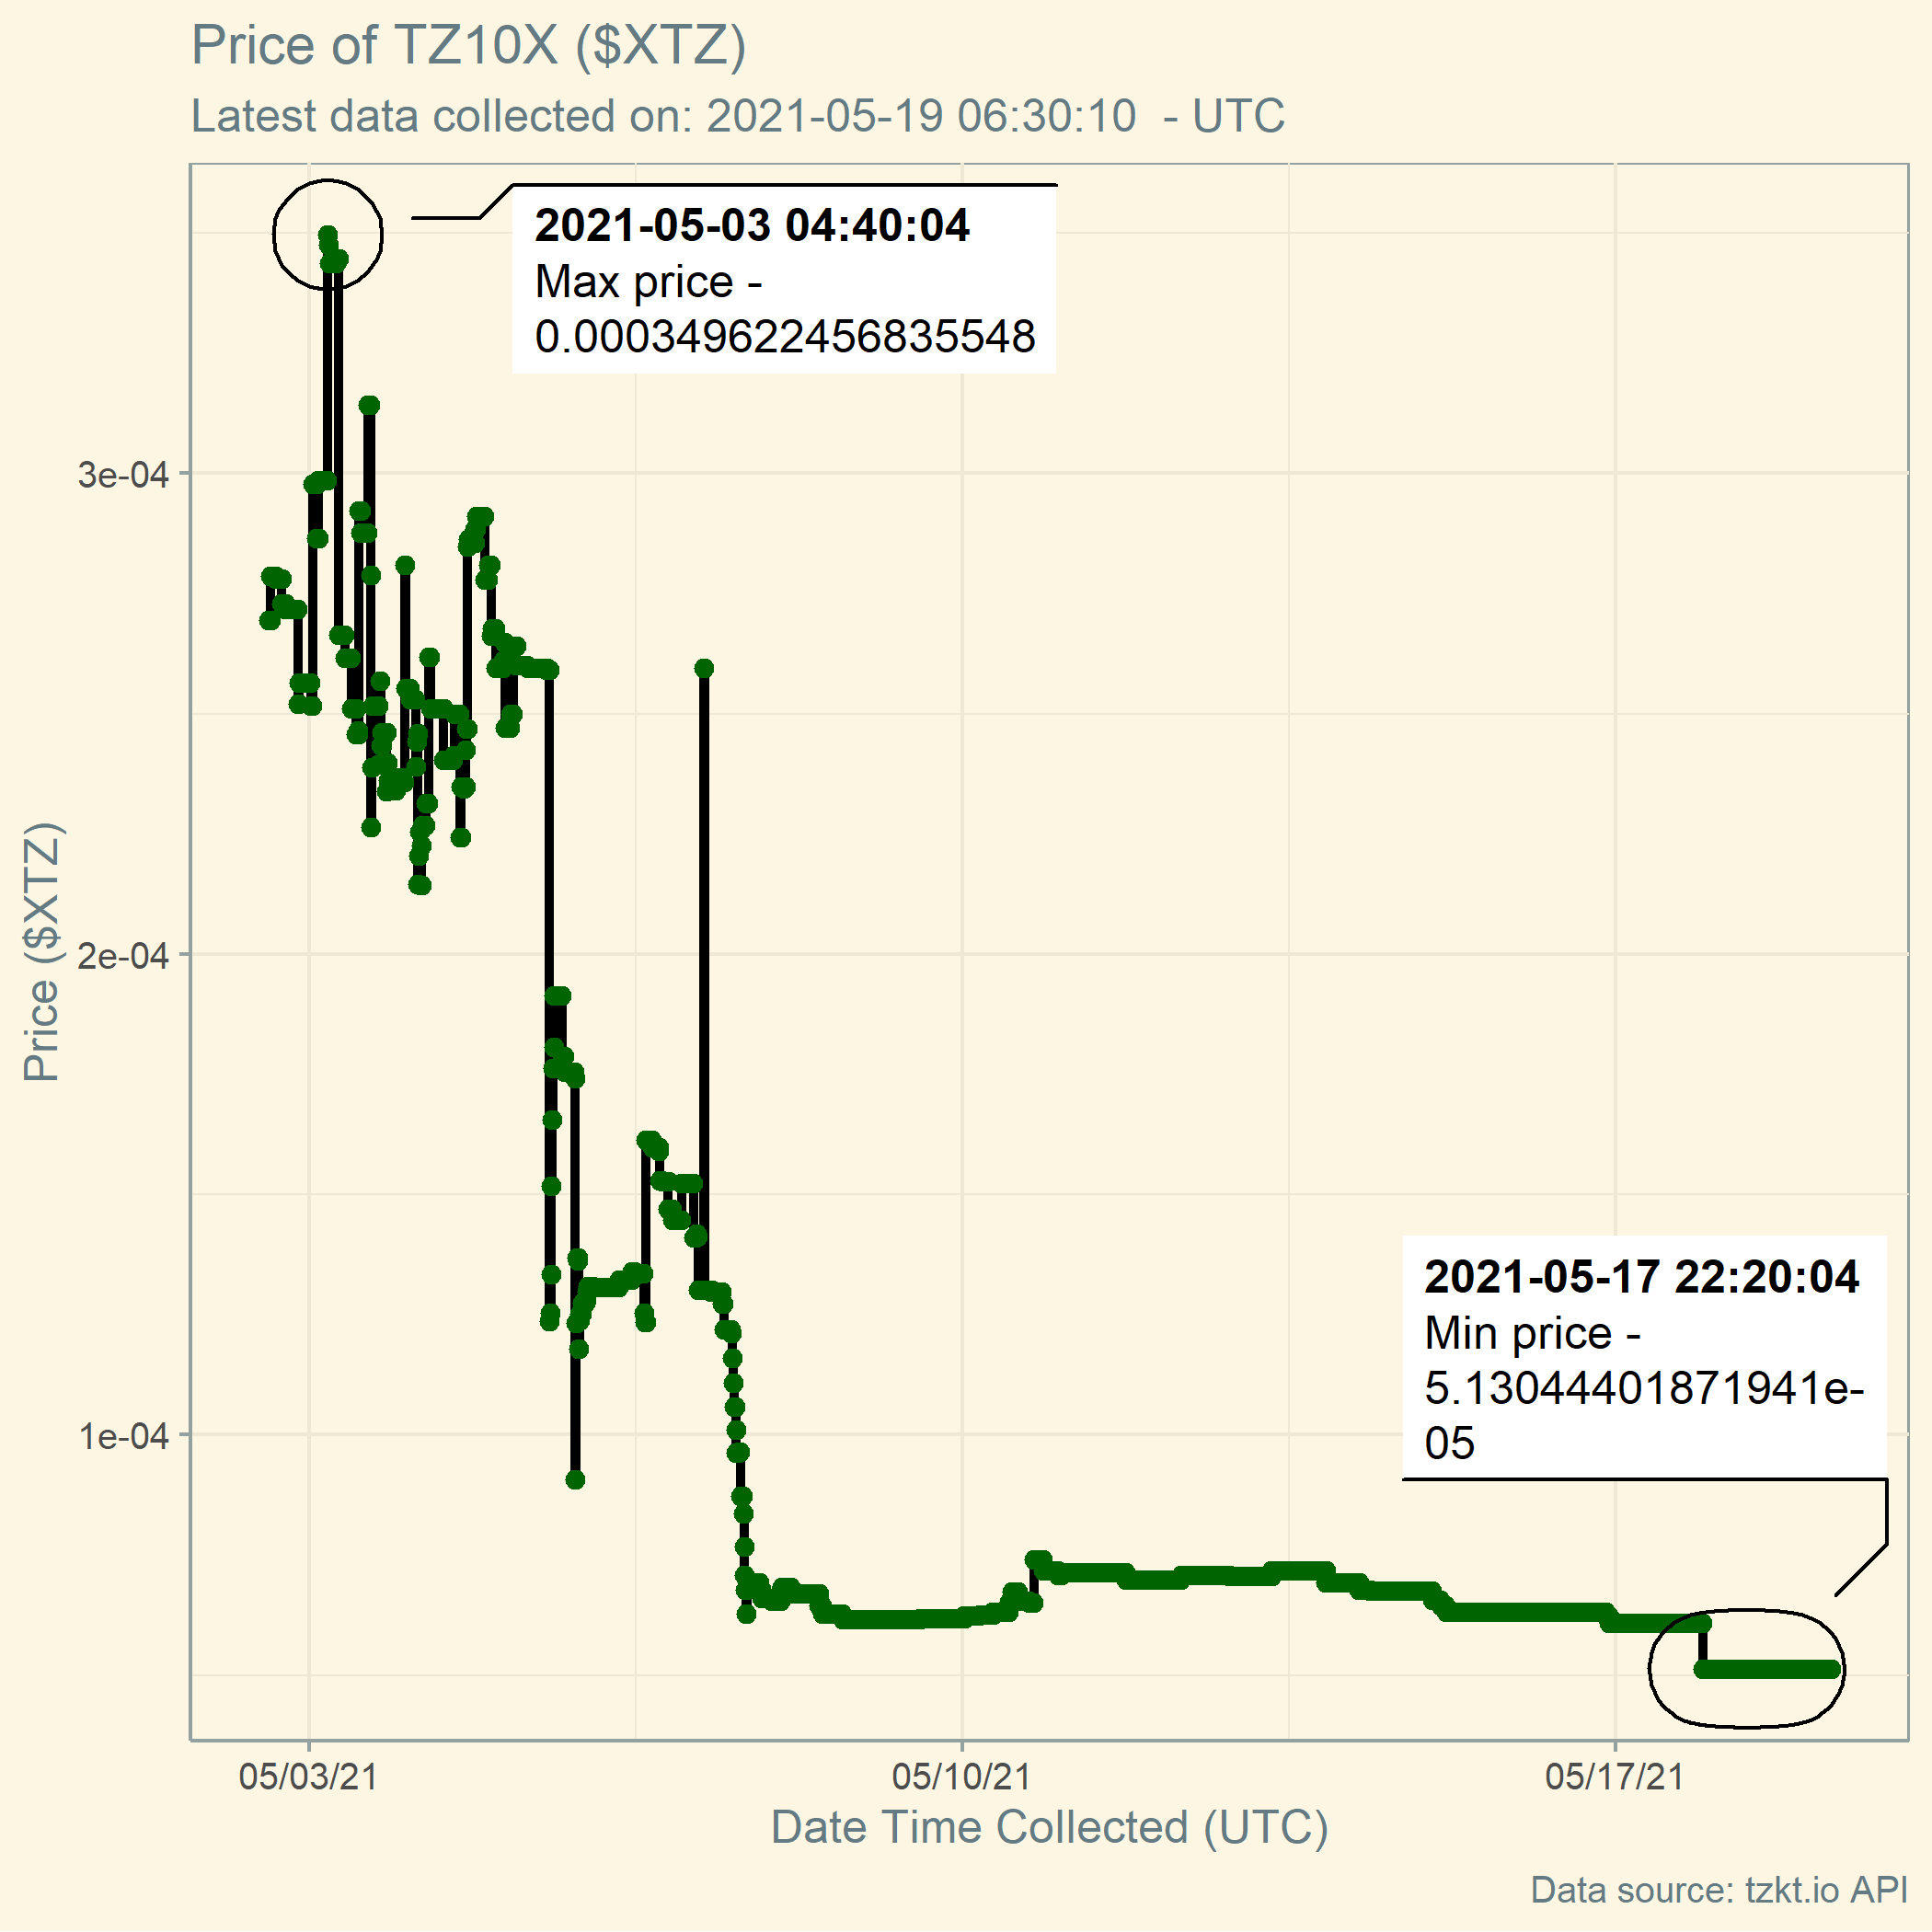 Price of TZ10X ($XTZ)
Latest data collected on: 2021-05-19 06:30:10  - UTC
2021-05-03 04:40:04
Max price -
0.000349622456835548
3e-04
2e-04
1e-04
Price ($XTZ)
2021-05-17 22:20:04
Min price -
5.13044401871941e-
05
05/03/21
05/10/21
05/17/21
Date Time Collected (UTC)
Data source: tzkt.io API